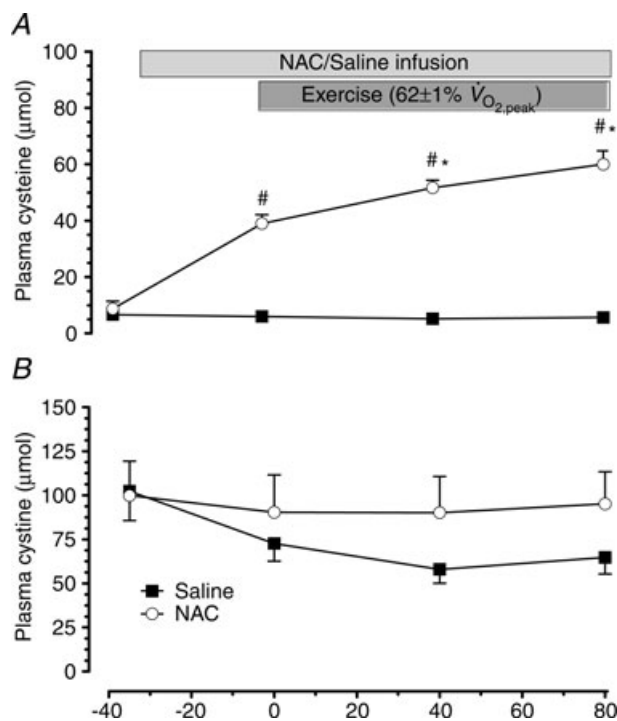 A
100
NAC/Saline infusion
80
Exercise (62±1% V̇O2,peak)
#*
60
#*
#
40
20
0
Plasma cysteine (μmol)
B
150
125
100
75
50
25
0
Plasma cystine (μmol)
Saline
NAC
-40 -20 0 20 40 60 80